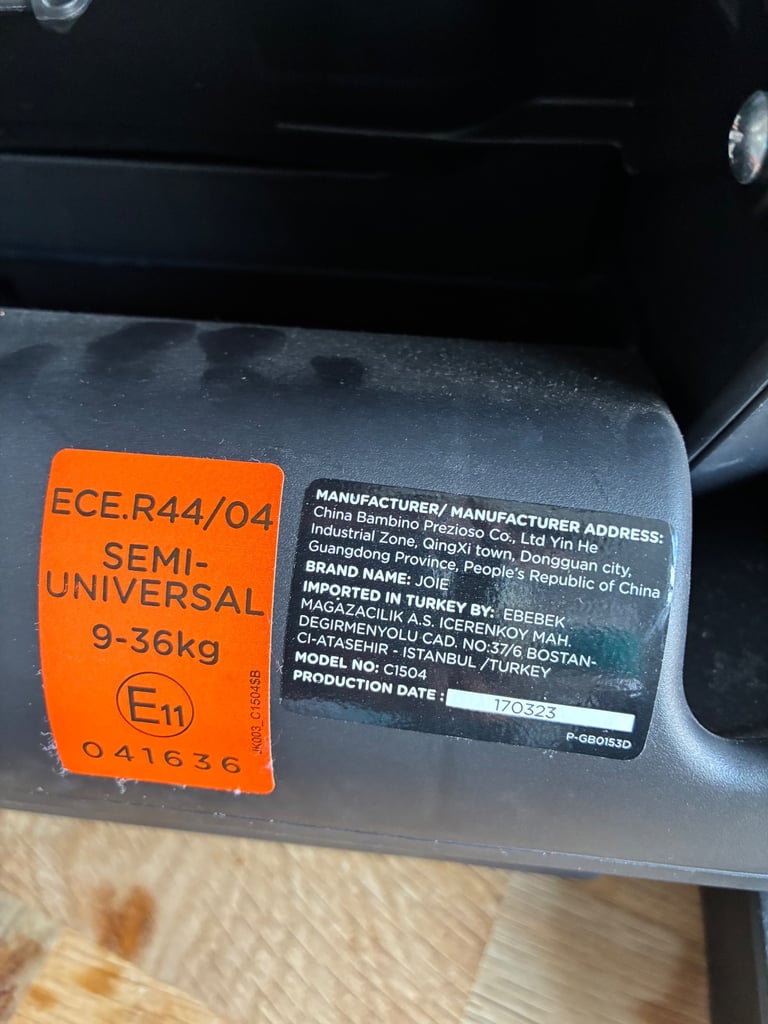 ECE.R44/04
SEMI-
UNIVERSAL
9-36kg
E11
041636
JK003_C1504SB
MANUFACTURER/ MANUFACTURER ADDRESS:
China Bambino Prezioso Co., Ltd Yin He
Industrial Zone, QingXi town, Dongguan city,
Guangdong Province, People's Republic of China
BRAND NAME: JOIE
IMPORTED IN TURKEY BY: EBEBEK
MAGAZACILIK A.S. ICERENKOY MAH.
DEGIRMENYOLU CAD. NO:37/6 BOSTAN-
CI-ATASEHIR - ISTANBUL /TURKEY
MODEL NO: C1504
PRODUCTION DATE : 170323
P-GB0153D